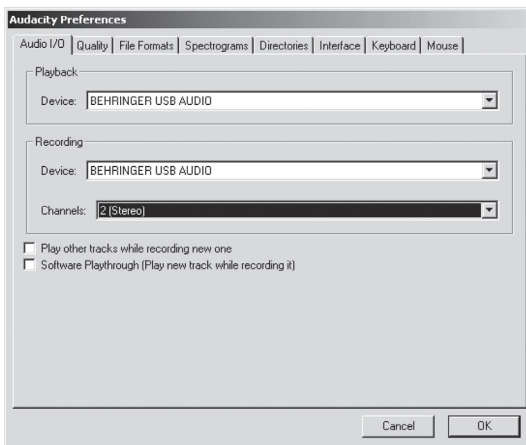 Audacity Preferences
Audio I/O Quality File Formats Spectrograms Directories Interface Keyboard Mouse
Playback
Device: BEHRINGER USB AUDIO
Recording
Device: BEHRINGER USB AUDIO
Channels: 2 (Stereo)
Play other tracks while recording new one
Software Playthrough (Play new track while recording it)
Cancel OK